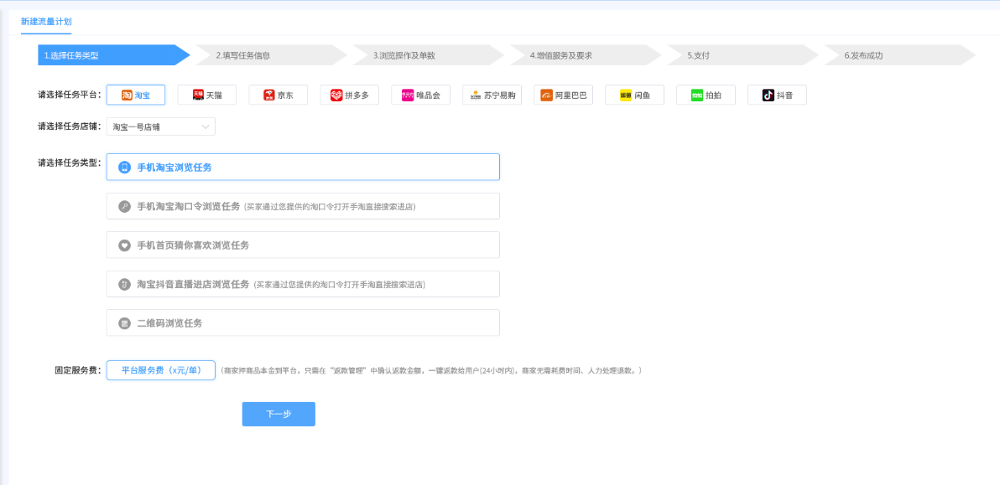 新建流量计划
1.选择任务类型 2.填写任务信息 3.浏览操作及单数 4.增值服务及要求 5.支付 6.发布成功
请选择任务平台： 淘 淘宝 天猫 京东 拼多多 唯品会 苏宁易购 阿里巴巴 闲鱼 拍拍 抖音
请选择任务店铺： 淘宝一号店铺
请选择任务类型： 手机淘宝浏览任务
手机淘宝淘口令浏览任务 (买家通过您提供的淘口令打开手淘直接搜索进店)
手机首页猜你喜欢浏览任务
淘宝抖音直播进店浏览任务 (买家通过您提供的淘口令打开手淘直接搜索进店)
二维码浏览任务
固定服务费： 平台服务费（x元/单） （商家押商品本金到平台，只需在“返款管理”中确认返款金额，一键返款给用户(24小时内)，商家无需耗费时间、人力处理退款。）
下一步